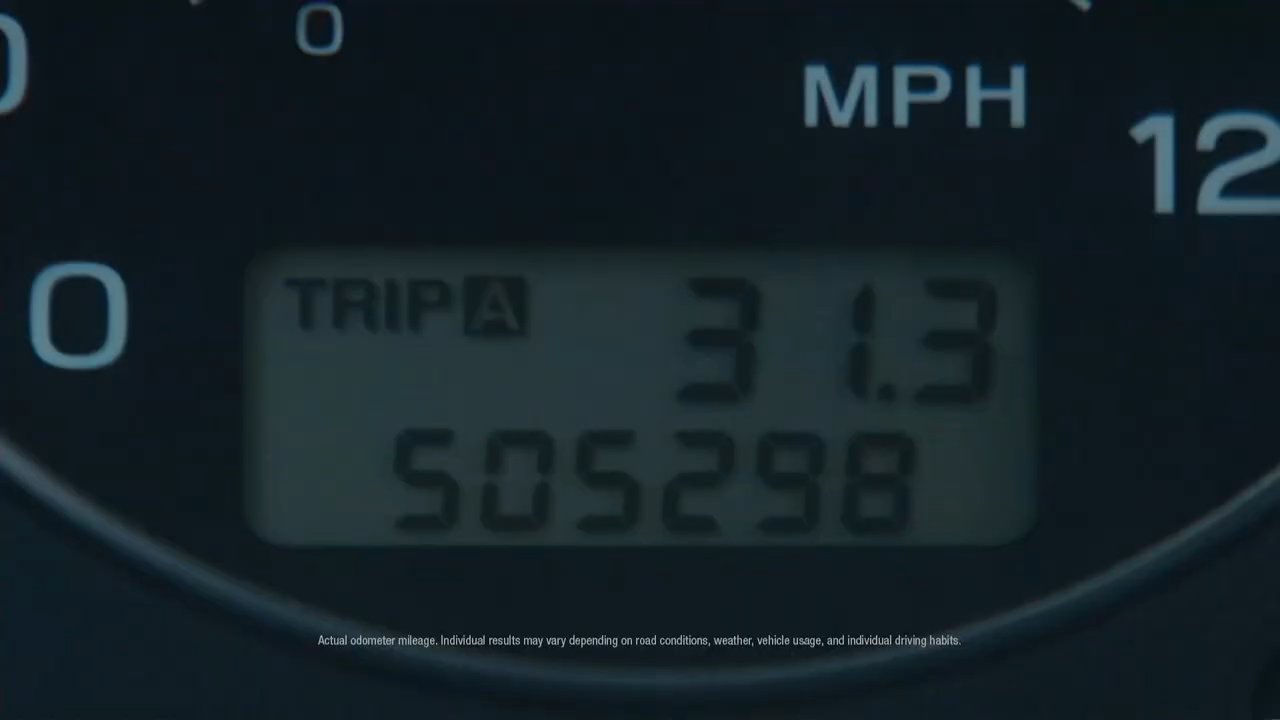 0
MPH
12
0
TRIP A 31.3
505298
Actual odometer mileage. Individual results may vary depending on road conditions, weather, vehicle usage, and individual driving habits.